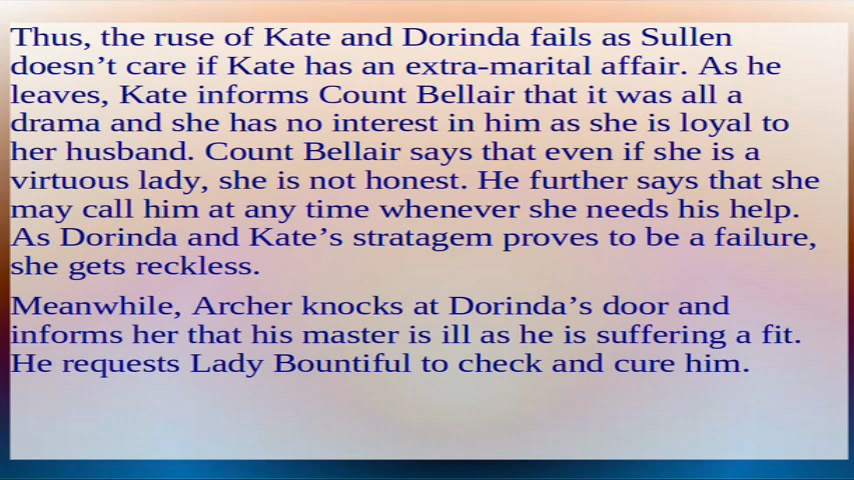 Thus, the ruse of Kate and Dorinda fails as Sullen
doesn’t care if Kate has an extra-marital affair. As he
leaves, Kate informs Count Bellair that it was all a
drama and she has no interest in him as she is loyal to
her husband. Count Bellair says that even if she is a
virtuous lady, she is not honest. He further says that she
may call him at any time whenever she needs his help.
As Dorinda and Kate’s stratagem proves to be a failure,
she gets reckless.
Meanwhile, Archer knocks at Dorinda’s door and
informs her that his master is ill as he is suffering a fit.
He requests Lady Bountiful to check and cure him.